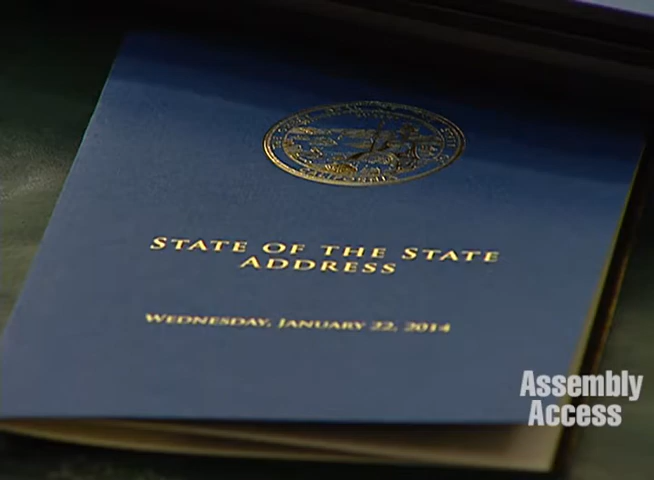 STATE OF THE STATE
ADDRESS
WEDNESDAY, JANUARY 22, 2014
Assembly
Access